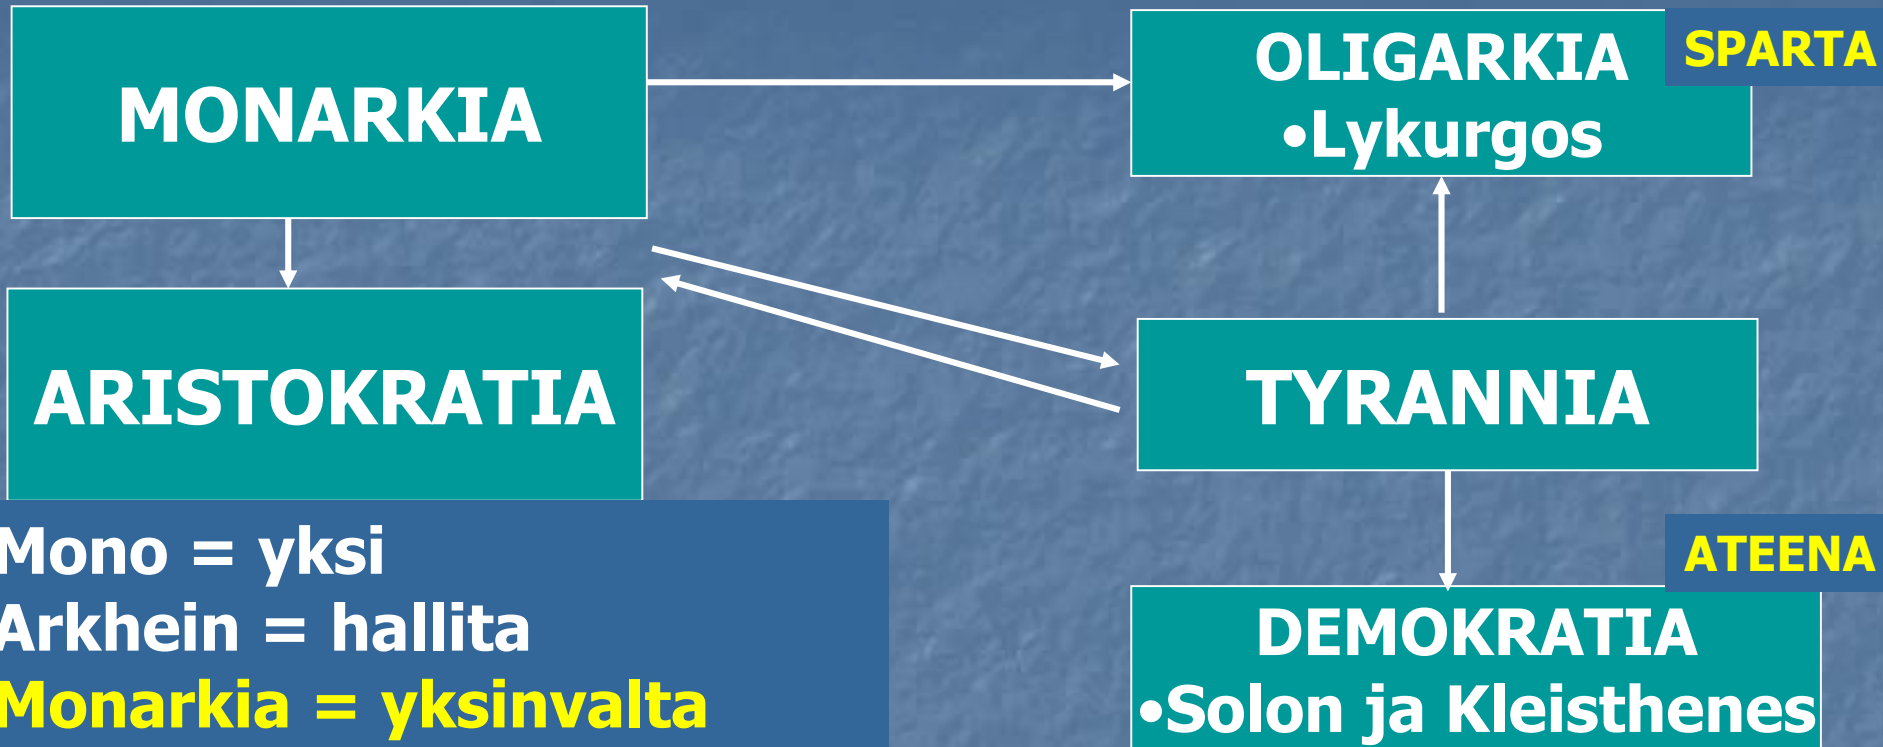 MONARKIA
OLIGARKIA
•Lykurgos
SPARTA
ARISTOKRATIA
TYRANNIA
Mono = yksi
Arkhein = hallita
Monarkia = yksinvalta
ATEENA
DEMOKRATIA
•Solon ja Kleisthenes